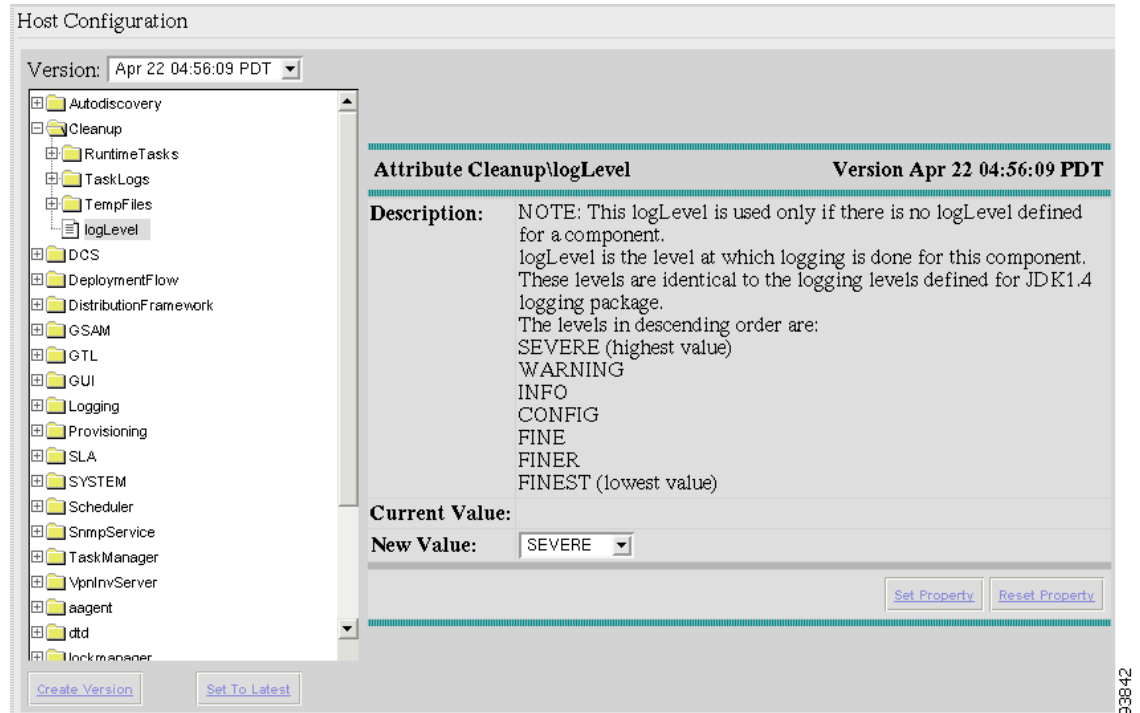 Host Configuration
Version: Apr 22 04:56:09 PDT
Autodiscovery
Cleanup
RuntimeTasks
TaskLogs
TempFiles
logLevel
DCS
DeploymentFlow
DistributionFramework
GSAM
GTL
GUI
Logging
Provisioning
SLA
SYSTEM
Scheduler
SnmpService
TaskManager
VpnInvServer
aagent
dtd
lockmanager
Create Version Set To Latest
Attribute Cleanup\logLevel Version Apr 22 04:56:09 PDT
Description: NOTE: This logLevel is used only if there is no logLevel defined
for a component.
logLevel is the level at which logging is done for this component.
These levels are identical to the logging levels defined for JDK1.4
logging package.
The levels in descending order are:
SEVERE (highest value)
WARNING
INFO
CONFIG
FINE
FINER
FINEST (lowest value)
Current Value:
New Value: SEVERE
Set Property Reset Property
93842